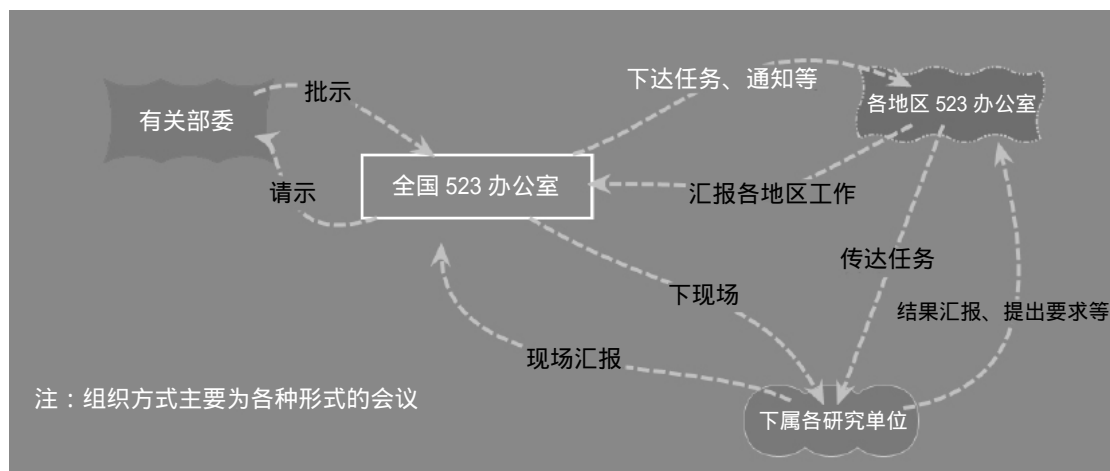 下达任务、通知等
批示
各地区 523 办公室
有关部委
全国 523 办公室
请示
汇报各地区工作
传达任务
下现场
结果汇报、提出要求等
现场汇报
注：组织方式主要为各种形式的会议
下属各研究单位